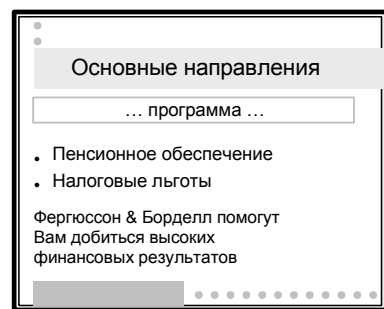 Основные направления
… программа …
• Пенсионное обеспечение
• Налоговые льготы
Фергюссон & Борделл помогут
Вам добиться высоких
финансовых результатов